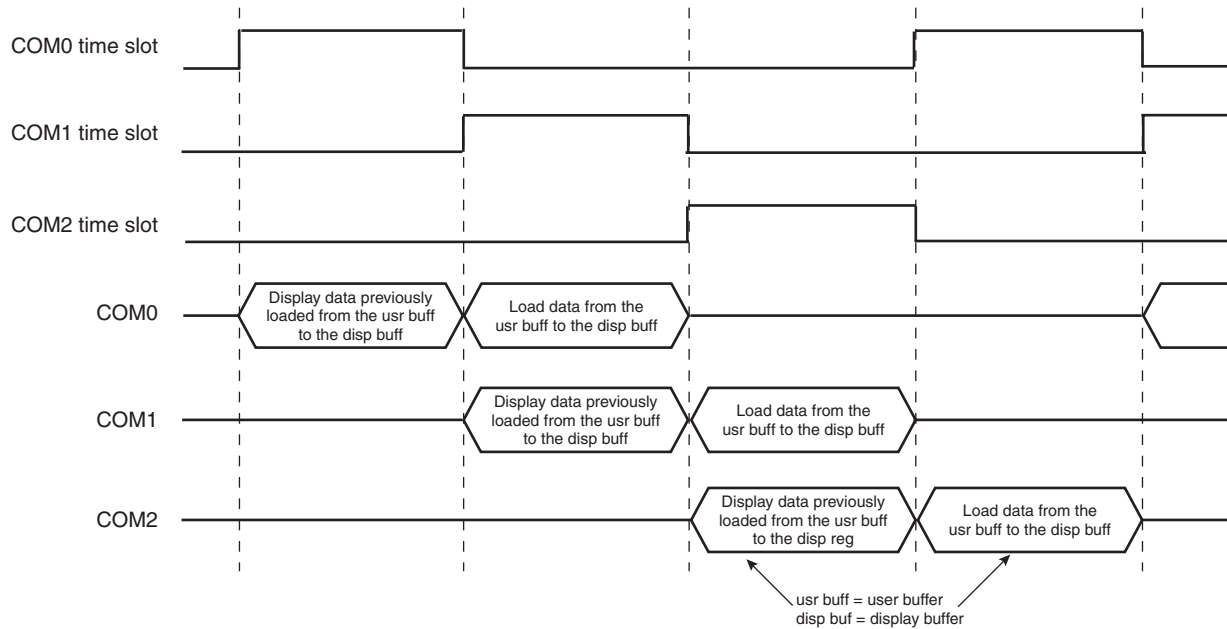 COM0 time slot
COM1 time slot
COM2 time slot
COM0
Display data previously
loaded from the usr buff
to the disp buff
Load data from the
usr buff to the disp buff
COM1
Display data previously
loaded from the usr buff
to the disp buff
Load data from the
usr buff to the disp buff
COM2
Display data previously
loaded from the usr buff
to the disp reg
Load data from the
usr buff to the disp buff
usr buff = user buffer
disp buf = display buffer